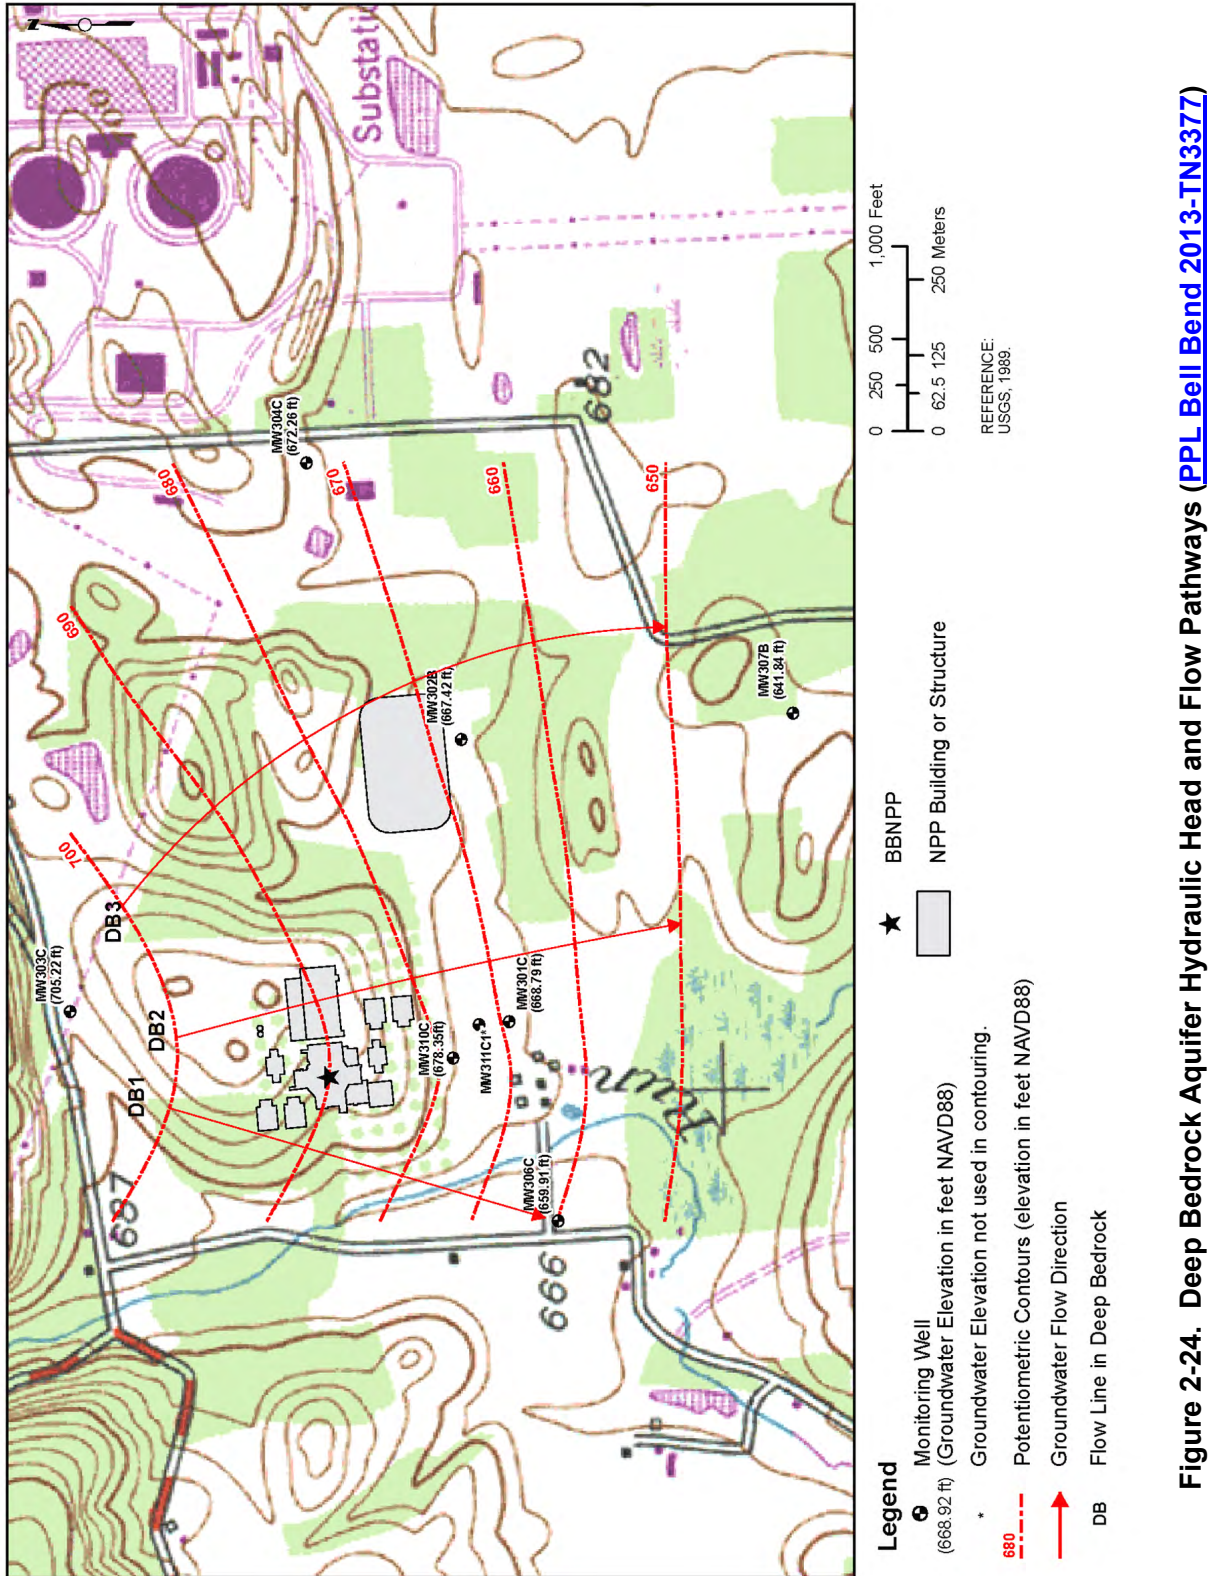 N
Substatio
MW304C
(672.26 ft)
680
670
660
650
682
690
MW302B
(667.42 ft)
MW307B
(641.84 ft)
700
DB3
MW303C
(705.22 ft)
DB2
DB1
8
MW310C
(678.35ft)
MW311C1*
MW301C
(668.79 ft)
Run
687
MW306C
(659.91 ft)
666
Legend
Monitoring Well
(668.92 ft) (Groundwater Elevation in feet NAVD88)
* Groundwater Elevation not used in contouring.
680 Potentiometric Contours (elevation in feet NAVD88)
Groundwater Flow Direction
DB Flow Line in Deep Bedrock
BBNPP
NPP Building or Structure
0 250 500 1,000 Feet
0 62.5 125 250 Meters
REFERENCE:
USGS, 1989.
Figure 2-24. Deep Bedrock Aquifer Hydraulic Head and Flow Pathways (PPL Bell Bend 2013-TN3377)